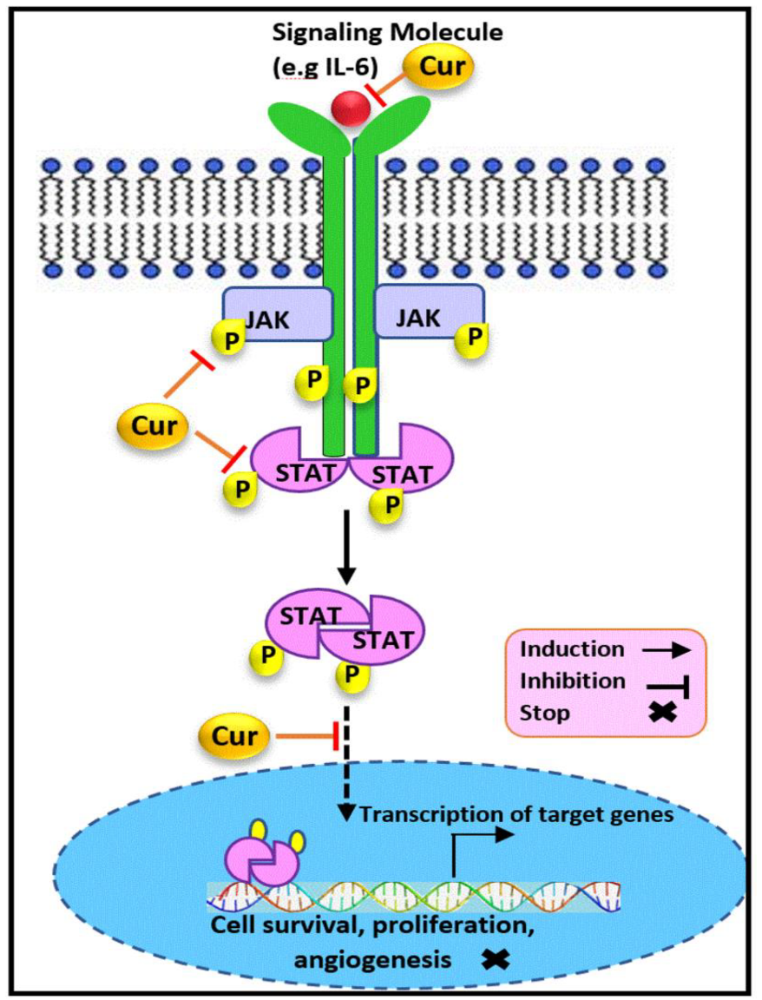 Signaling Molecule
(e.g IL-6)
Cur
JAK
JAK
P
P
P
P
Cur
STAT
STAT
P
P
STAT
STAT
P
P
Induction
Inhibition
Stop
Cur
Transcription of target genes
Cell survival, proliferation,
angiogenesis